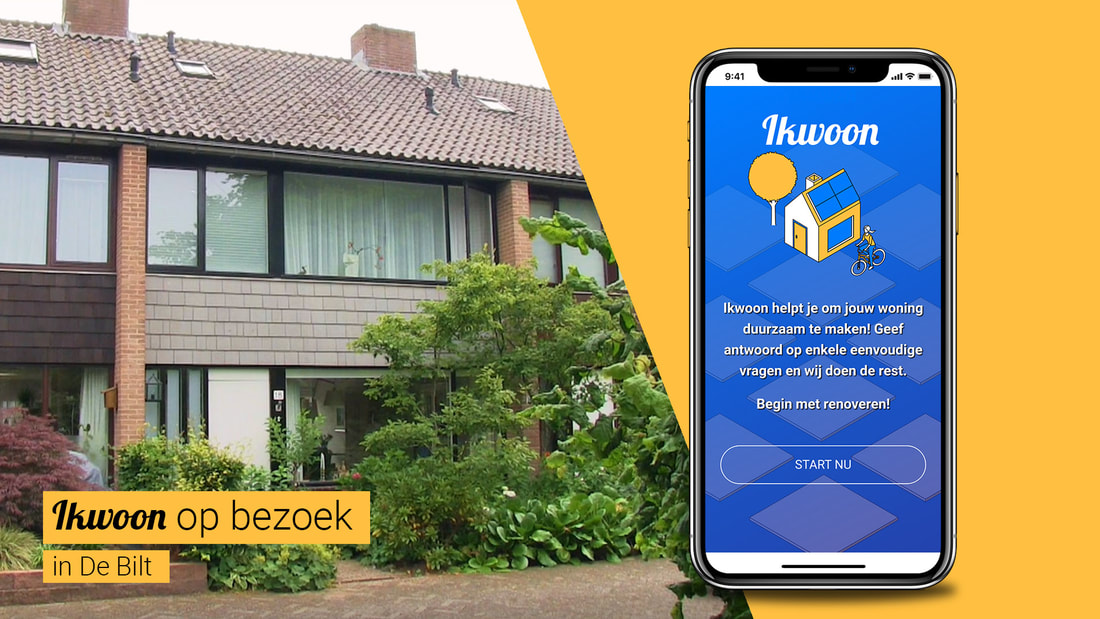 Ikwoon op bezoek
in De Bilt
9:41
Ikwoon
Ikwoon helpt je om jouw woning
duurzaam te maken! Geef
antwoord op enkele eenvoudige
vragen en wij doen de rest.
Begin met renoveren!
START NU